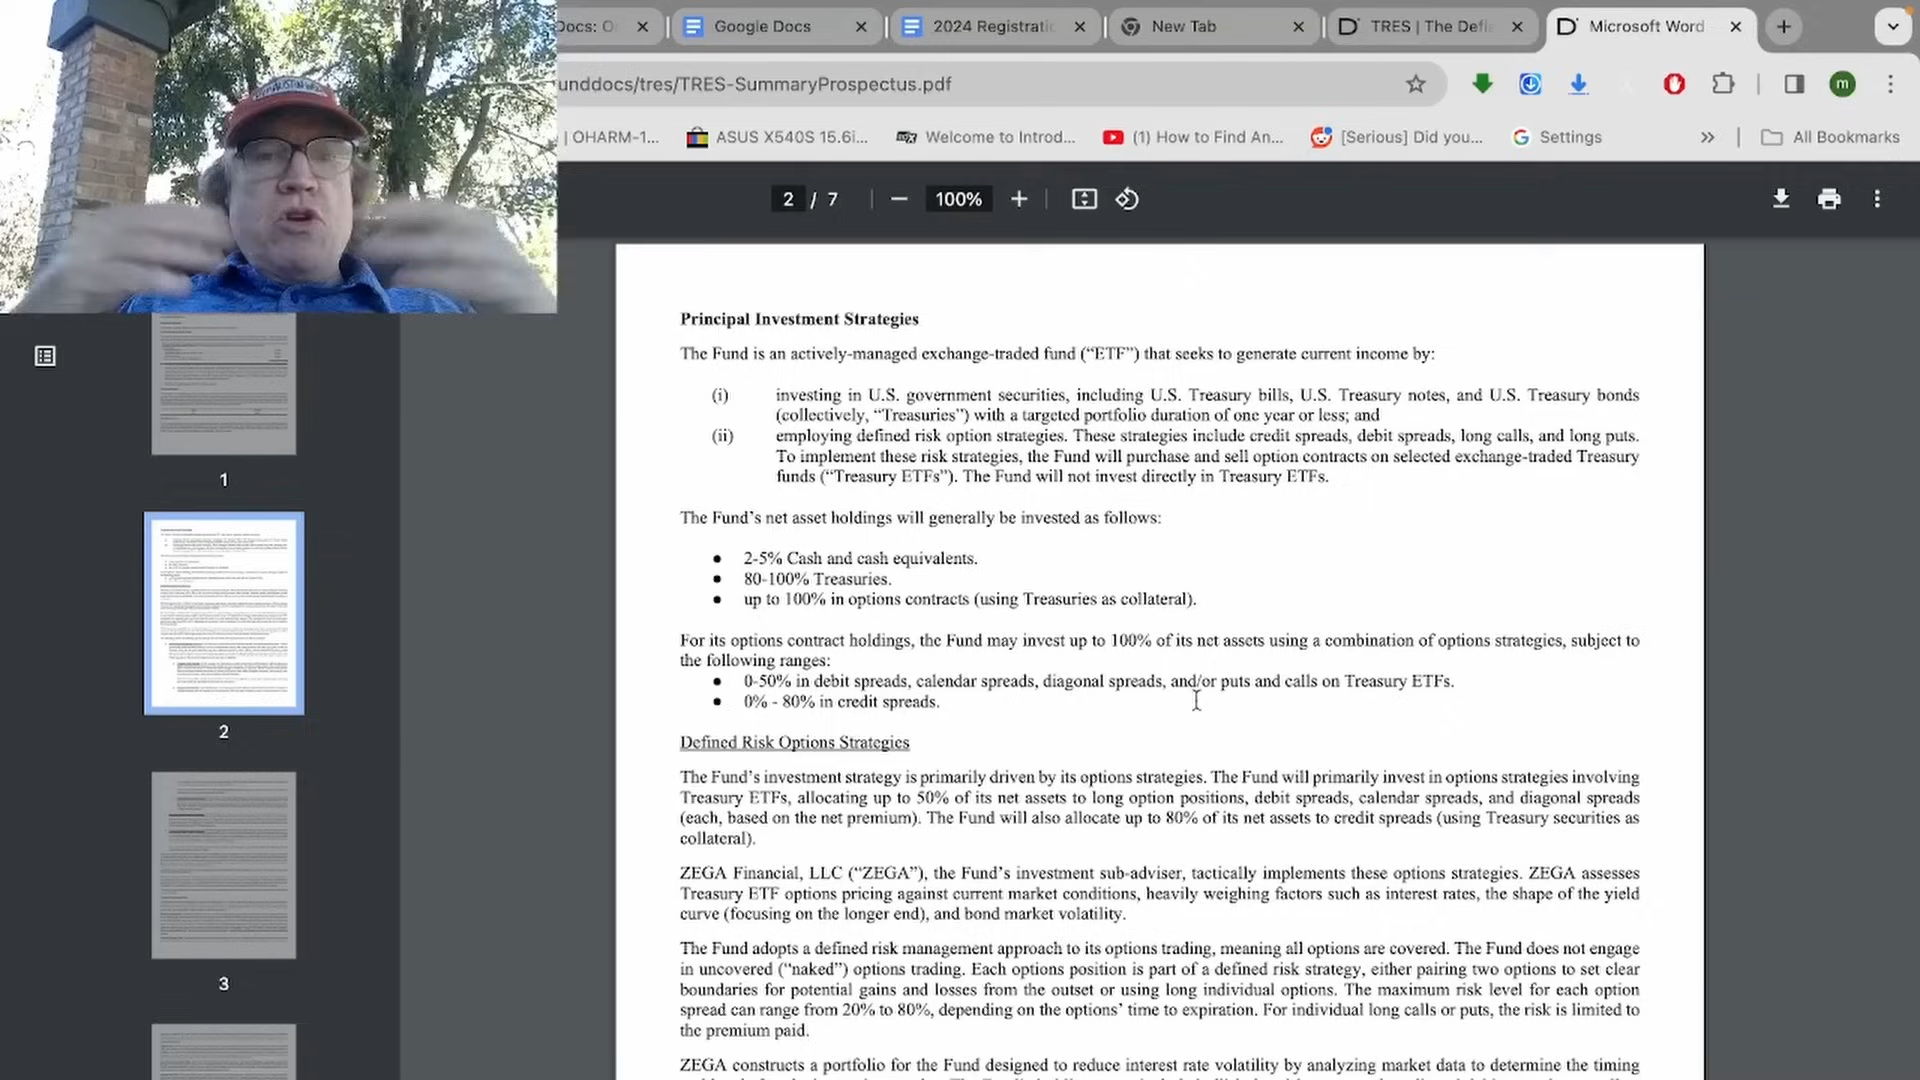 Docs: O
Google Docs
2024 Registrati
New Tab
TRES | The Defi
Microsoft Word
unddocs/tres/TRES-SummaryProspectus.pdf
m
| OHARM-1...
ASUS X540S 15.6i...
Welcome to Introd...
(1) How to Find An...
[Serious] Did you...
Settings
»
All Bookmarks
2 / 7
100%
Principal Investment Strategies
The Fund is an actively-managed exchange-traded fund (“ETF”) that seeks to generate current income by:
(i) investing in U.S. government securities, including U.S. Treasury bills, U.S. Treasury notes, and U.S. Treasury bonds
(collectively, “Treasuries”) with a targeted portfolio duration of one year or less; and
(ii) employing defined risk option strategies. These strategies include credit spreads, debit spreads, long calls, and long puts.
To implement these risk strategies, the Fund will purchase and sell option contracts on selected exchange-traded Treasury
funds (“Treasury ETFs”). The Fund will not invest directly in Treasury ETFs.
The Fund’s net asset holdings will generally be invested as follows:
• 2-5% Cash and cash equivalents.
• 80-100% Treasuries.
• up to 100% in options contracts (using Treasuries as collateral).
For its options contract holdings, the Fund may invest up to 100% of its net assets using a combination of options strategies, subject to
the following ranges:
• 0-50% in debit spreads, calendar spreads, diagonal spreads, and/or puts and calls on Treasury ETFs.
• 0% - 80% in credit spreads.
Defined Risk Options Strategies
The Fund’s investment strategy is primarily driven by its options strategies. The Fund will primarily invest in options strategies involving
Treasury ETFs, allocating up to 50% of its net assets to long option positions, debit spreads, calendar spreads, and diagonal spreads
(each, based on the net premium). The Fund will also allocate up to 80% of its net assets to credit spreads (using Treasury securities as
collateral).
ZEGA Financial, LLC (“ZEGA”), the Fund’s investment sub-adviser, tactically implements these options strategies. ZEGA assesses
Treasury ETF options pricing against current market conditions, heavily weighing factors such as interest rates, the shape of the yield
curve (focusing on the longer end), and bond market volatility.
The Fund adopts a defined risk management approach to its options trading, meaning all options are covered. The Fund does not engage
in uncovered (“naked”) options trading. Each options position is part of a defined risk strategy, either pairing two options to set clear
boundaries for potential gains and losses from the outset or using long individual options. The maximum risk level for each option
spread can range from 20% to 80%, depending on the options’ time to expiration. For individual long calls or puts, the risk is limited to
the premium paid.
ZEGA constructs a portfolio for the Fund designed to reduce interest rate volatility by analyzing market data to determine the timing
1
2
3